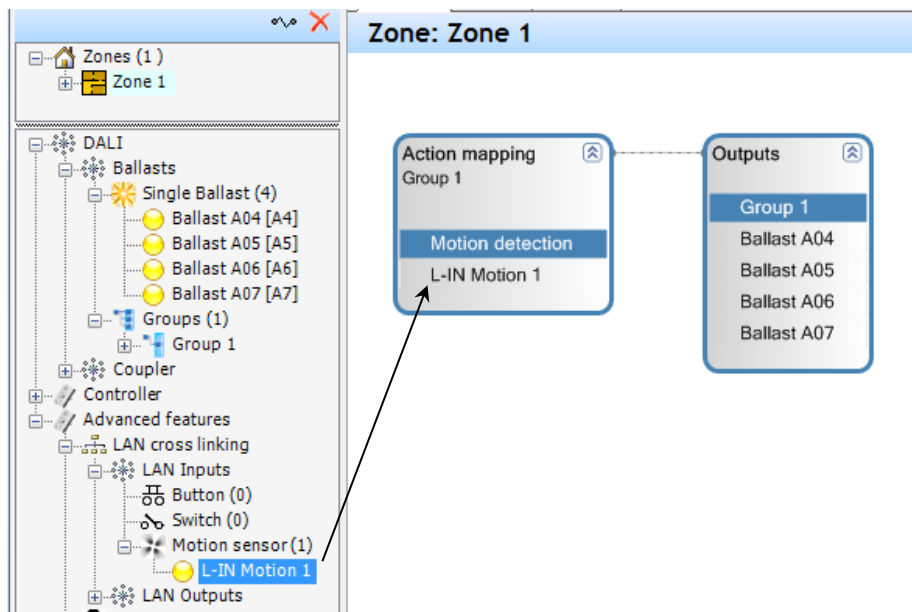 Zones (1 )
Zone 1
DALI
Ballasts
Single Ballast (4)
Ballast A04 [A4]
Ballast A05 [A5]
Ballast A06 [A6]
Ballast A07 [A7]
Groups (1)
Group 1
Coupler
Controller
Advanced features
LAN cross linking
LAN Inputs
Button (0)
Switch (0)
Motion sensor (1)
L-IN Motion 1
LAN Outputs
Zone: Zone 1
Action mapping
Group 1
Motion detection
L-IN Motion 1
Outputs
Group 1
Ballast A04
Ballast A05
Ballast A06
Ballast A07